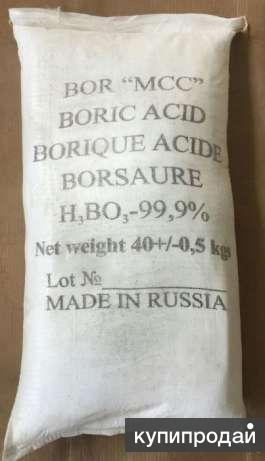 BOR “MCC”
BORIC ACID
BORIQUE ACIDE
BORSAURE
H₃BO₃-99,9%
Net weight 40+/-0,5 kgs
Lot №____________
MADE IN RUSSIA
купипродай